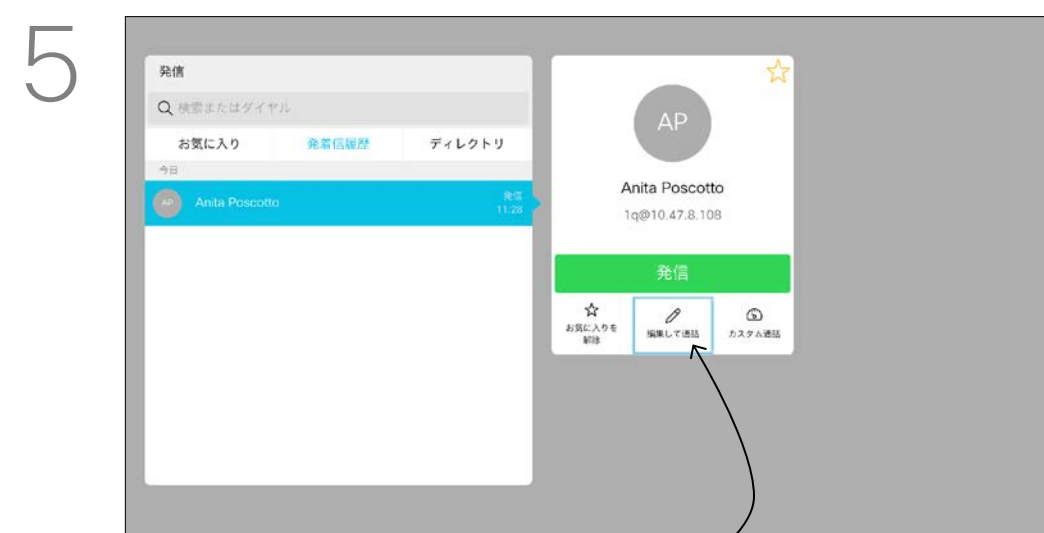 5
発信
検索またはダイヤル
お気に入り 発着信履歴 ディレクトリ
今日
AP Anita Poscotto 発信
11:28
AP
Anita Poscotto
1q@10.47.8.108
発信
お気に入りを
解除
編集して通話
カスタム通話